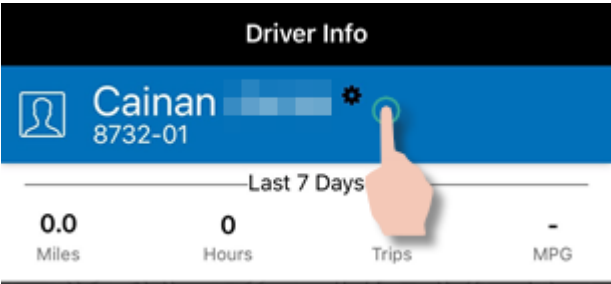 Driver Info
Cainan
8732-01
Last 7 Days
0.0 0 -
Miles Hours Trips MPG